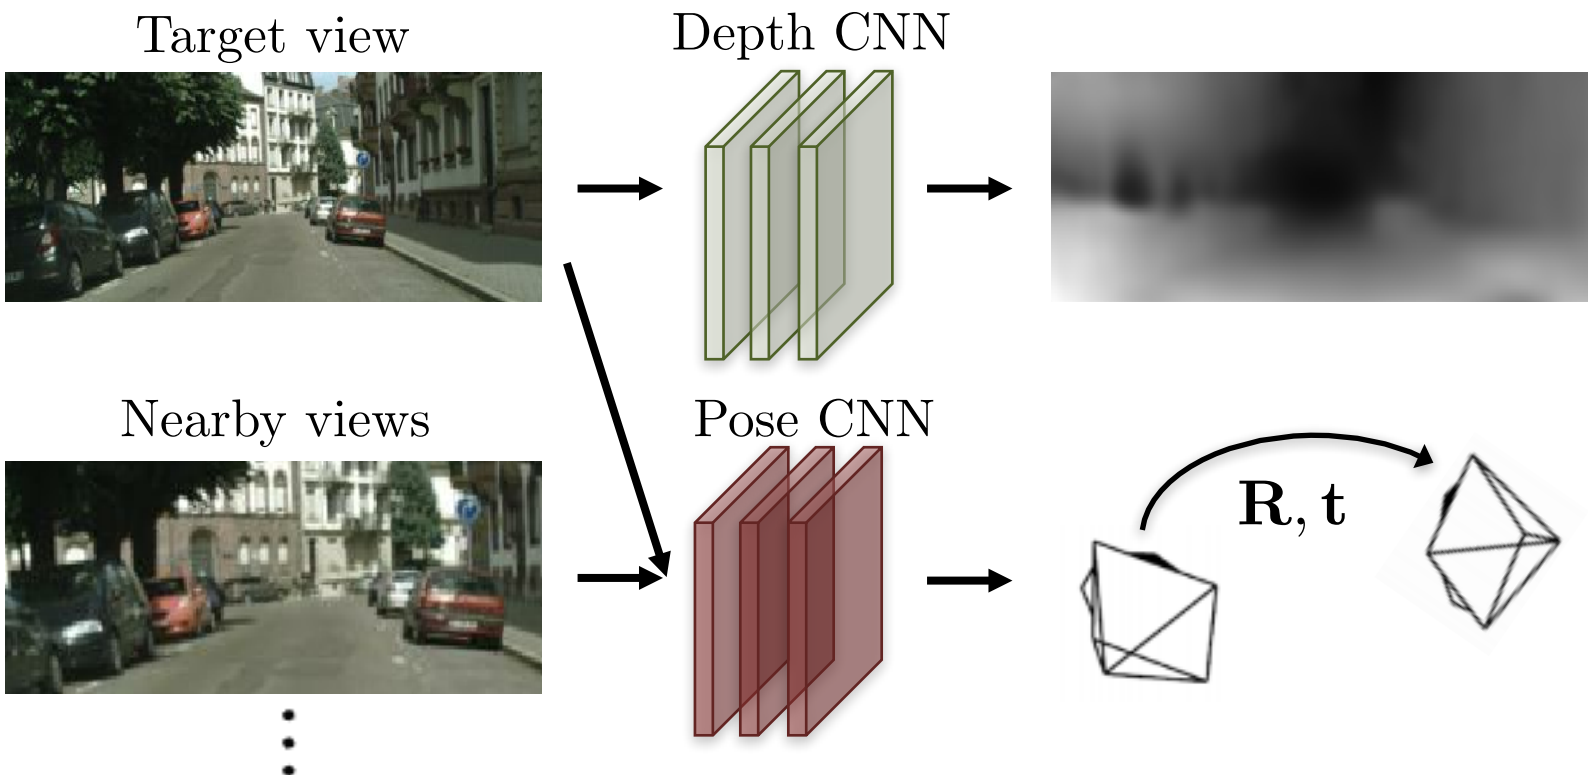 Target view
Depth CNN
Nearby views
Pose CNN
R, t